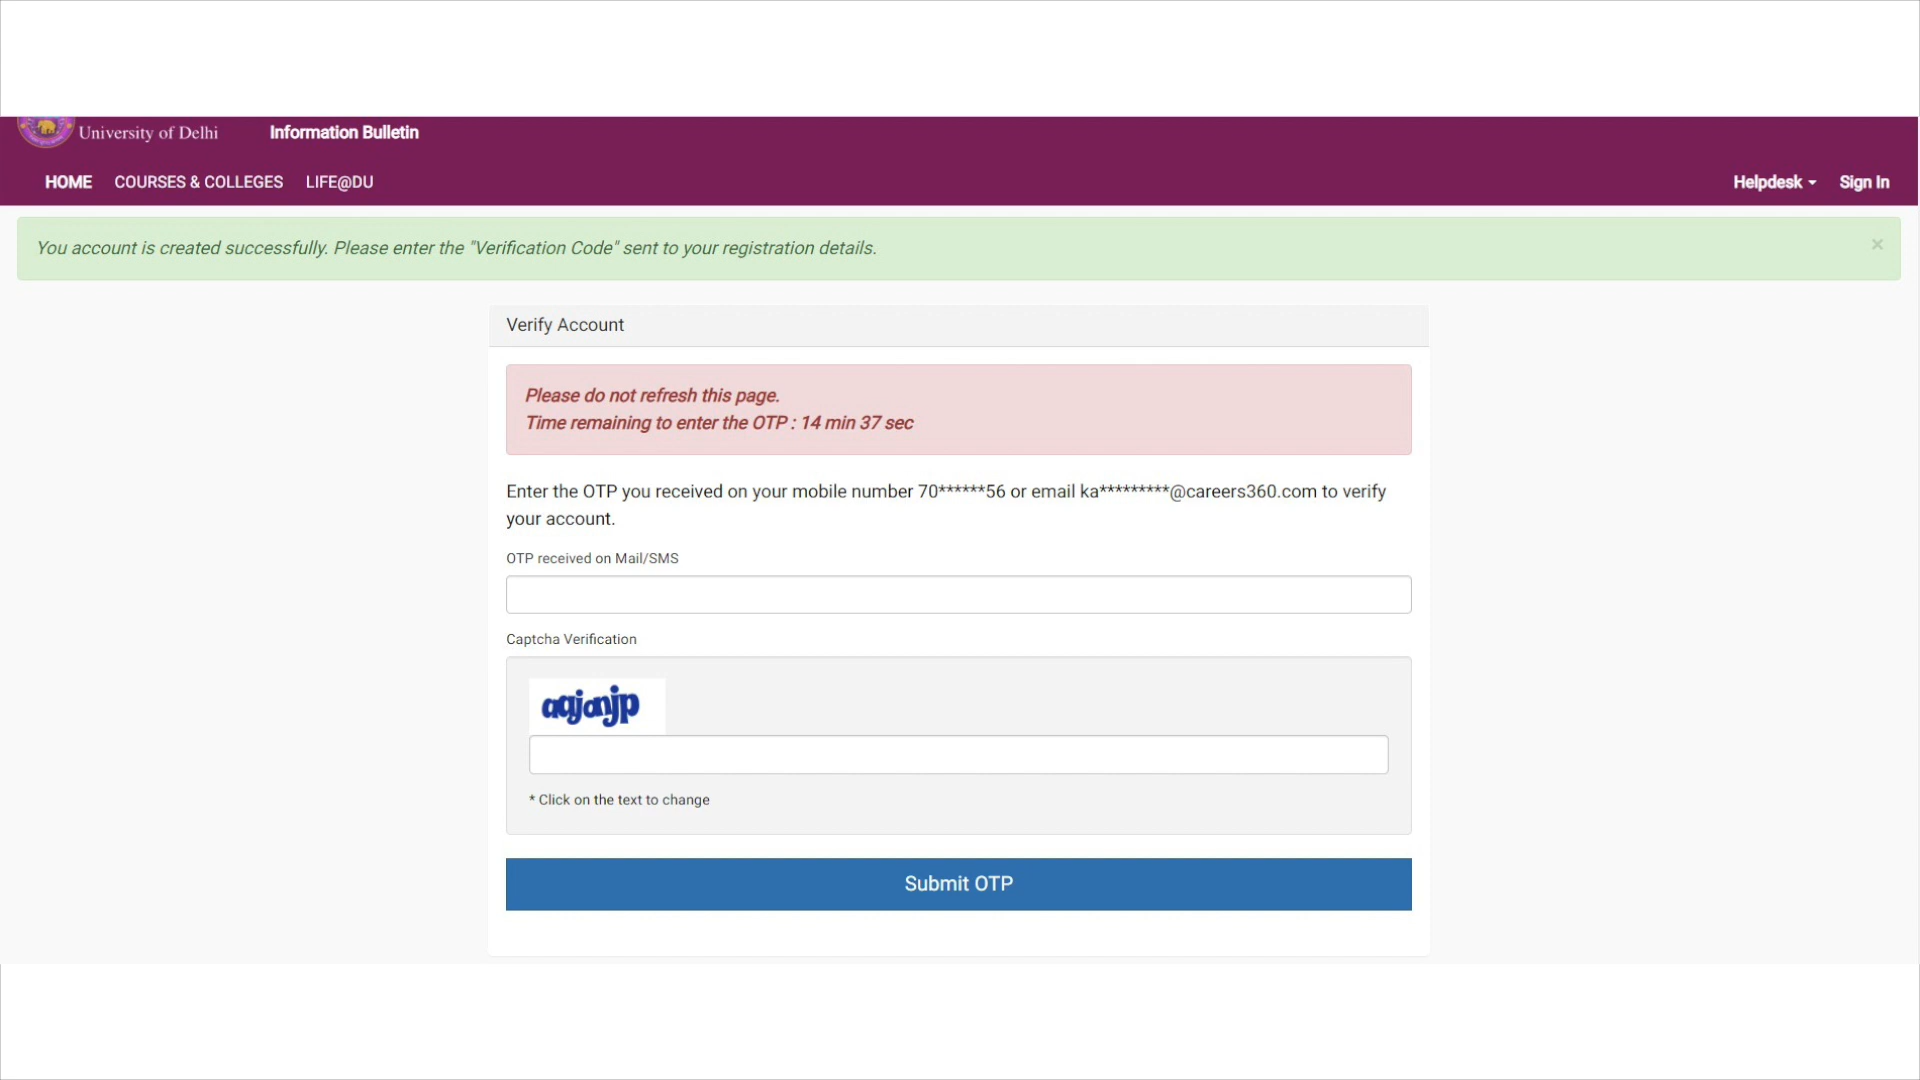 University of Delhi
Information Bulletin
HOME COURSES & COLLEGES LIFE@DU Helpdesk Sign In
You account is created successfully. Please enter the "Verification Code" sent to your registration details. ×
Verify Account
Please do not refresh this page.
Time remaining to enter the OTP : 14 min 37 sec
Enter the OTP you received on your mobile number 70******56 or email ka*********@careers360.com to verify
your account.
OTP received on Mail/SMS
Captcha Verification
aqjanjp
* Click on the text to change
Submit OTP